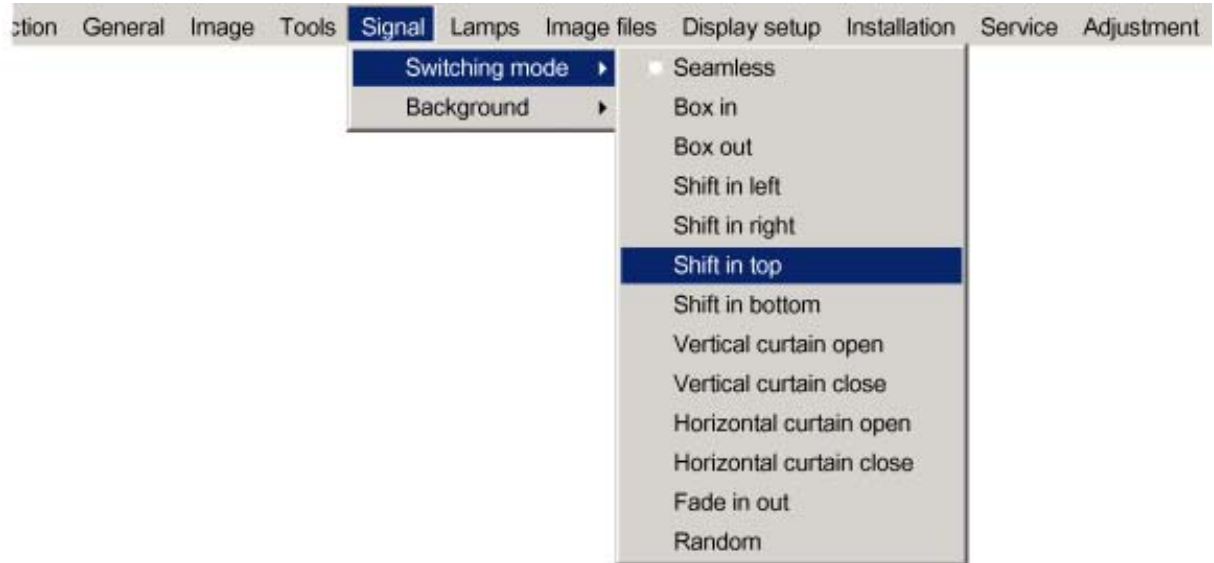 ction General Image Tools Signal Lamps Image files Display setup Installation Service Adjustment
Switching mode
Background
Seamless
Box in
Box out
Shift in left
Shift in right
Shift in top
Shift in bottom
Vertical curtain open
Vertical curtain close
Horizontal curtain open
Horizontal curtain close
Fade in out
Random